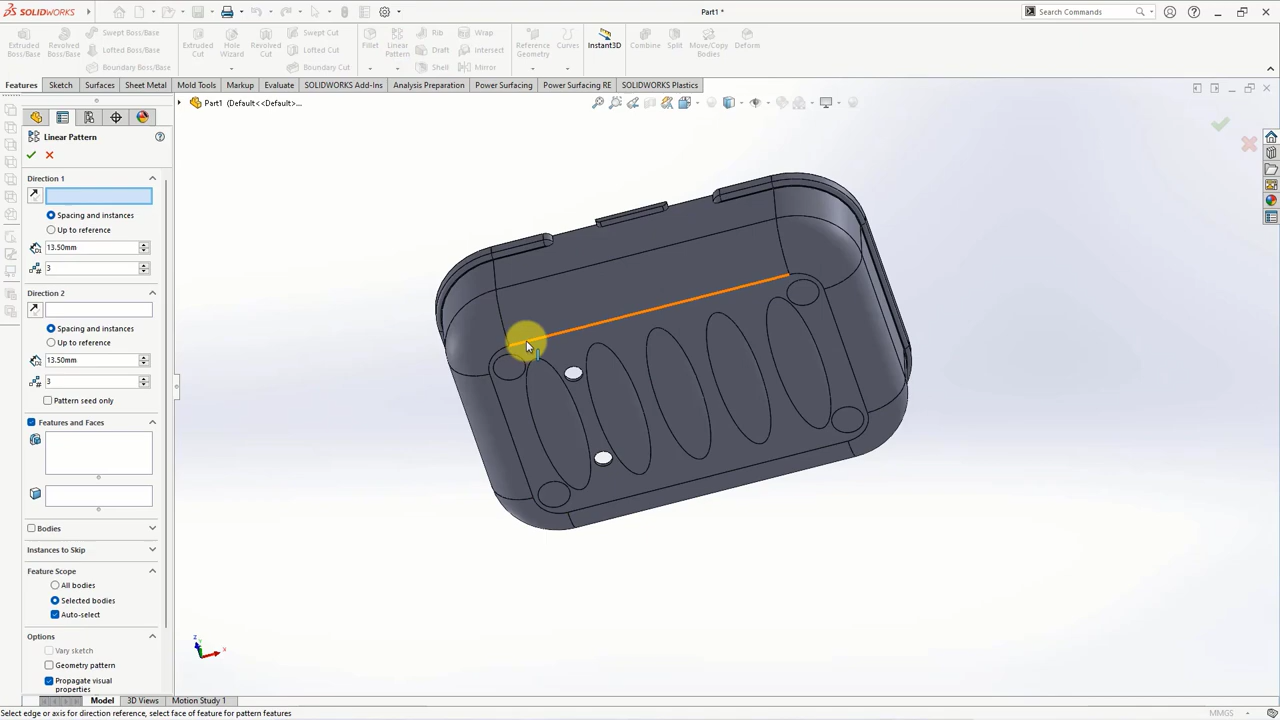 SOLIDWORKS
Part1 *
Search Commands
Extruded Boss/Base
Revolved Boss/Base
Swept Boss/Base
Lofted Boss/Base
Boundary Boss/Base
Extruded Cut
Hole Wizard
Revolved Cut
Swept Cut
Lofted Cut
Boundary Cut
Fillet
Linear Pattern
Rib
Draft
Shell
Wrap
Intersect
Mirror
Reference Geometry
Curves
Instant3D
Combine
Split
Move/Copy Bodies
Deform
Features
Sketch
Surfaces
Sheet Metal
Mold Tools
Markup
Evaluate
SOLIDWORKS Add-Ins
Analysis Preparation
Power Surfacing
Power Surfacing RE
SOLIDWORKS Plastics
Part1 (Default<<Default>...
Linear Pattern
Direction 1
Spacing and instances
Up to reference
13.50mm
3
Direction 2
Spacing and instances
Up to reference
13.50mm
3
Pattern seed only
Features and Faces
Bodies
Instances to Skip
Feature Scope
All bodies
Selected bodies
Auto-select
Options
Vary sketch
Geometry pattern
Propagate visual
properties
Z
X
Model
3D Views
Motion Study 1
Select edge or axis for direction reference, select face of feature for pattern features
MMGS